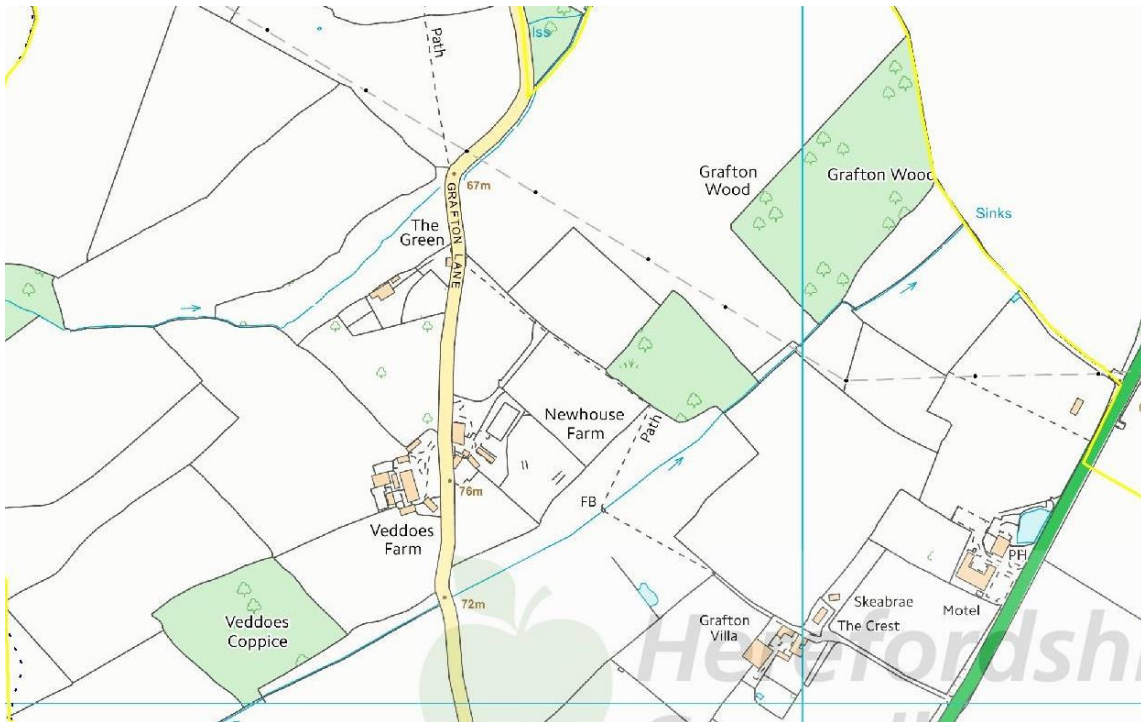 Path
Iss
67m
GRAFTON LANE
The
Green
Grafton
Wood
Grafton Wood
Sinks
Newhouse
Farm
Path
FB
76m
Veddoes
Farm
72m
Veddoes
Coppice
PH
Motel
Skeabrae
The Crest
Grafton
Villa
Herefordshi